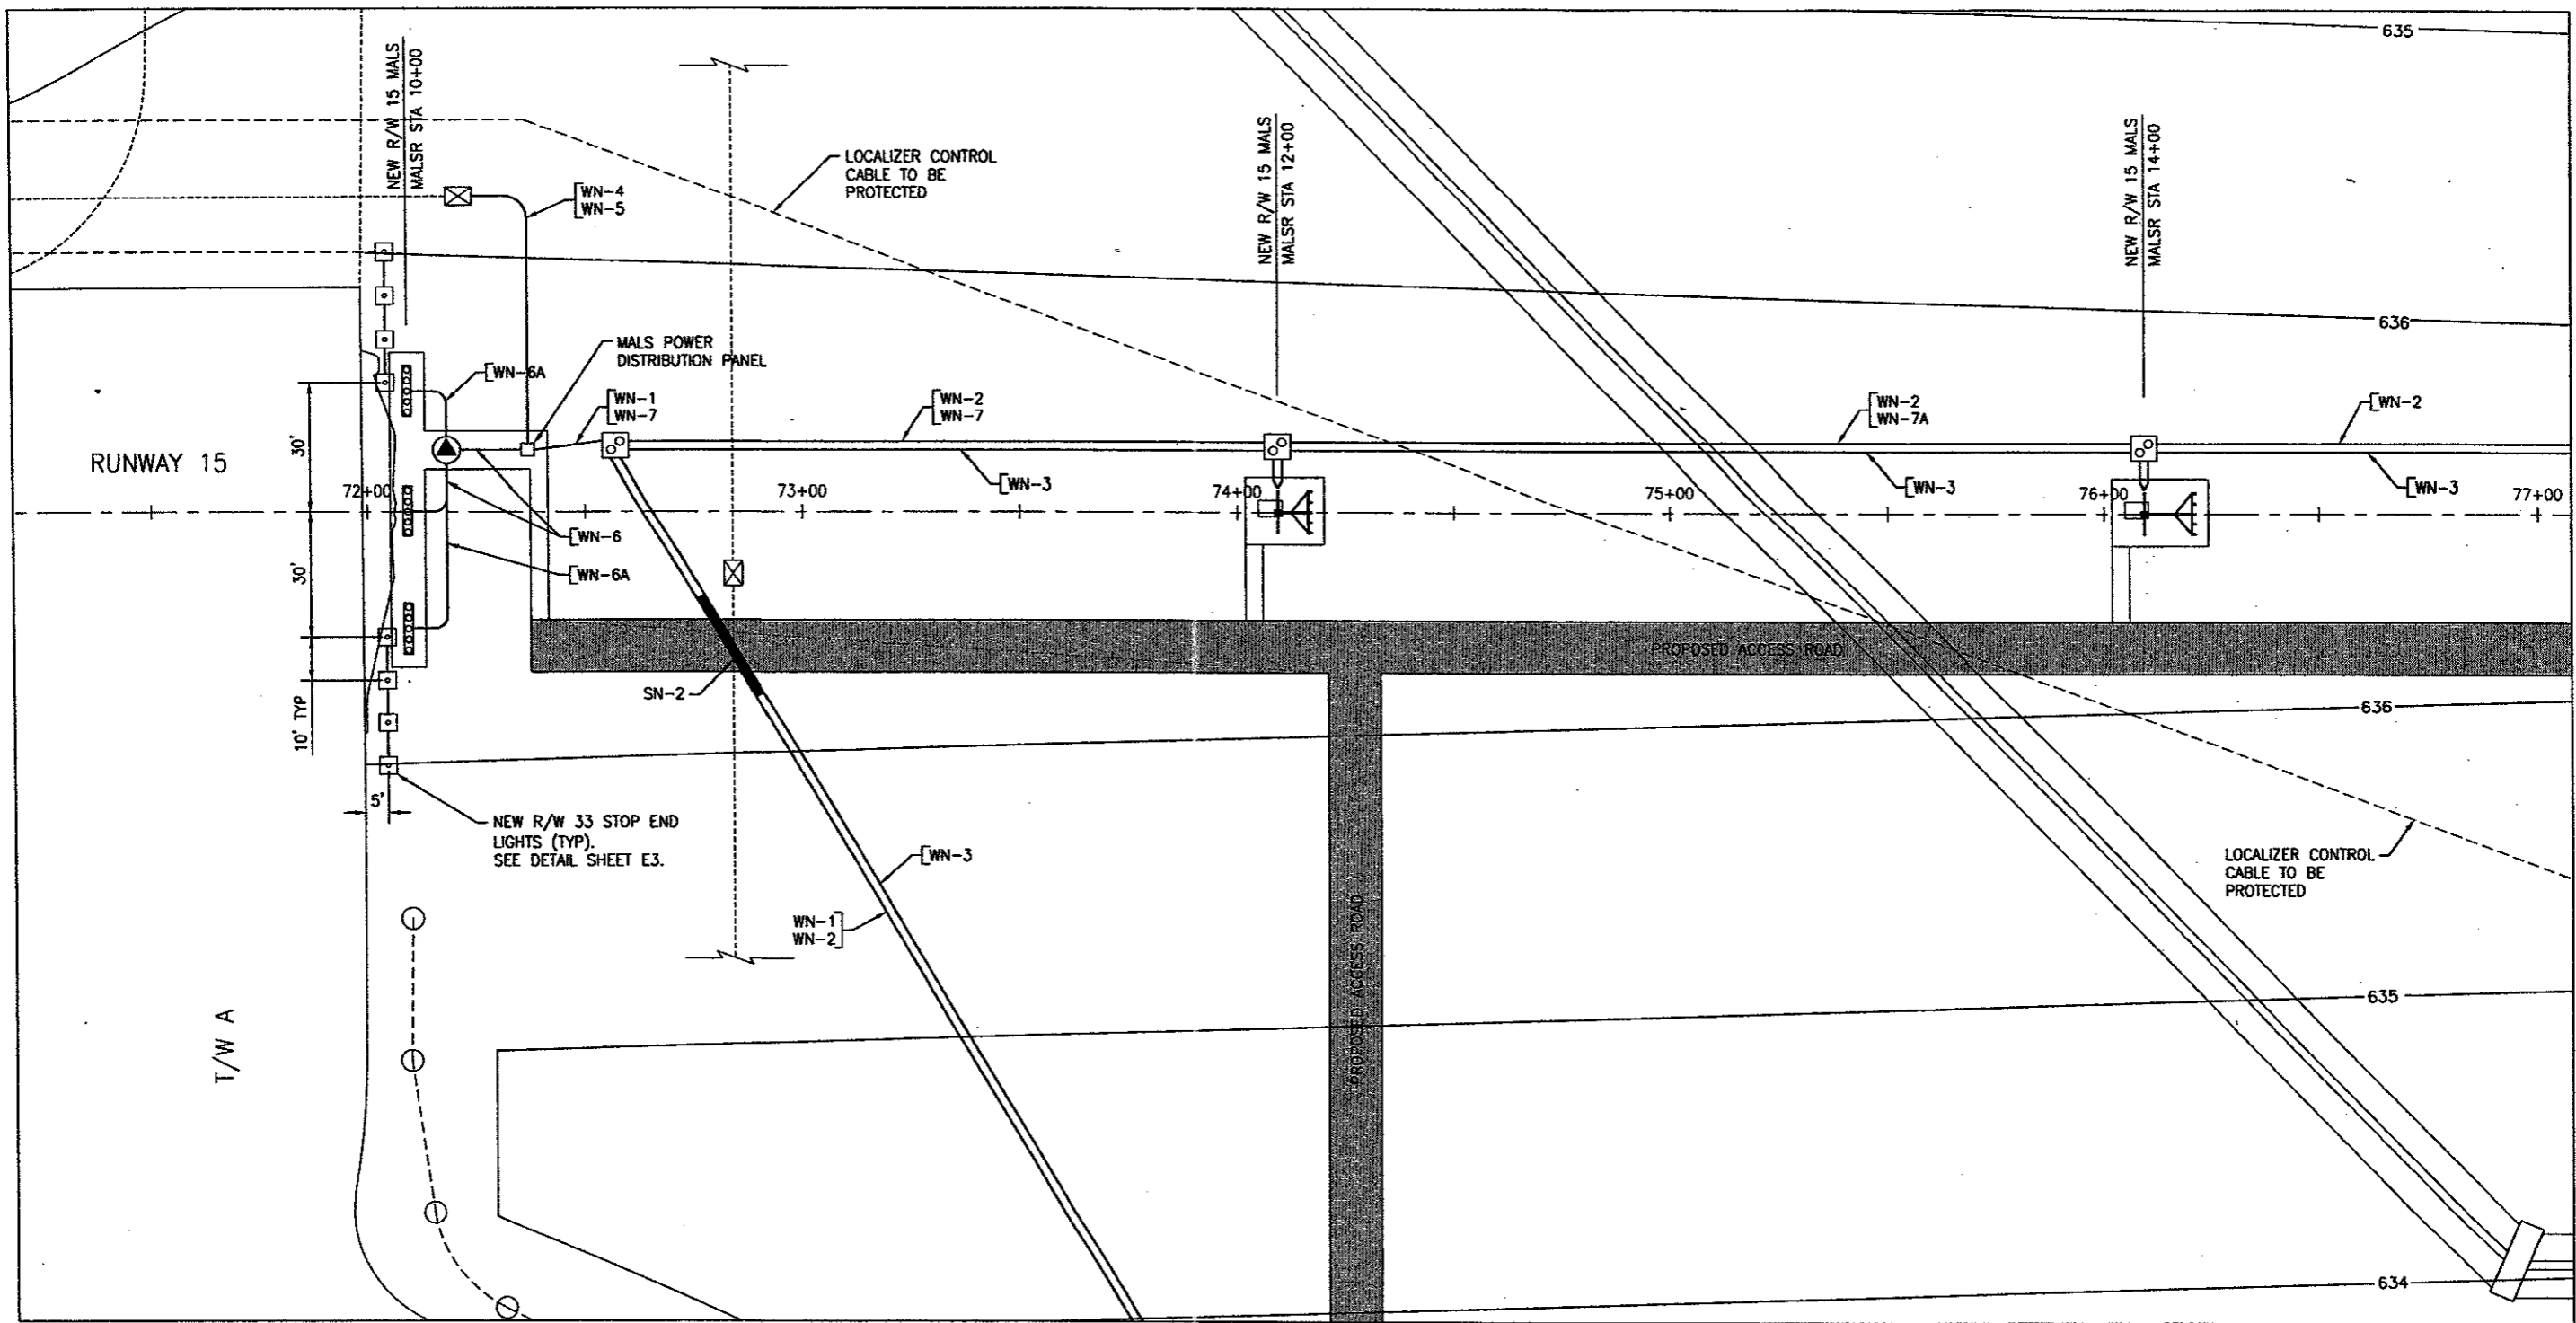 635
NEW R/W 15 MALS
MALSR STA 10+00
LOCALIZER CONTROL
CABLE TO BE
PROTECTED
NEW R/W 15 MALS
MALSR STA 12+00
NEW R/W 15 MALS
MALSR STA 14+00
WN-4
WN-5
636
MALS POWER
DISTRIBUTION PANEL
WN-6A
WN-1
WN-7
WN-2
WN-7
WN-2
WN-7A
WN-2
30'
RUNWAY 15
WN-3
WN-3
WN-3
72+00
73+00
74+00
75+00
76+00
77+00
WN-6
30'
WN-6A
PROPOSED ACCESS ROAD
SN-2
636
10' TYP
5'
NEW R/W 33 STOP END
LIGHTS (TYP).
SEE DETAIL SHEET E3.
WN-3
LOCALIZER CONTROL
CABLE TO BE
PROTECTED
WN-1
WN-2
PROPOSED ACCESS ROAD
635
T/W A
634